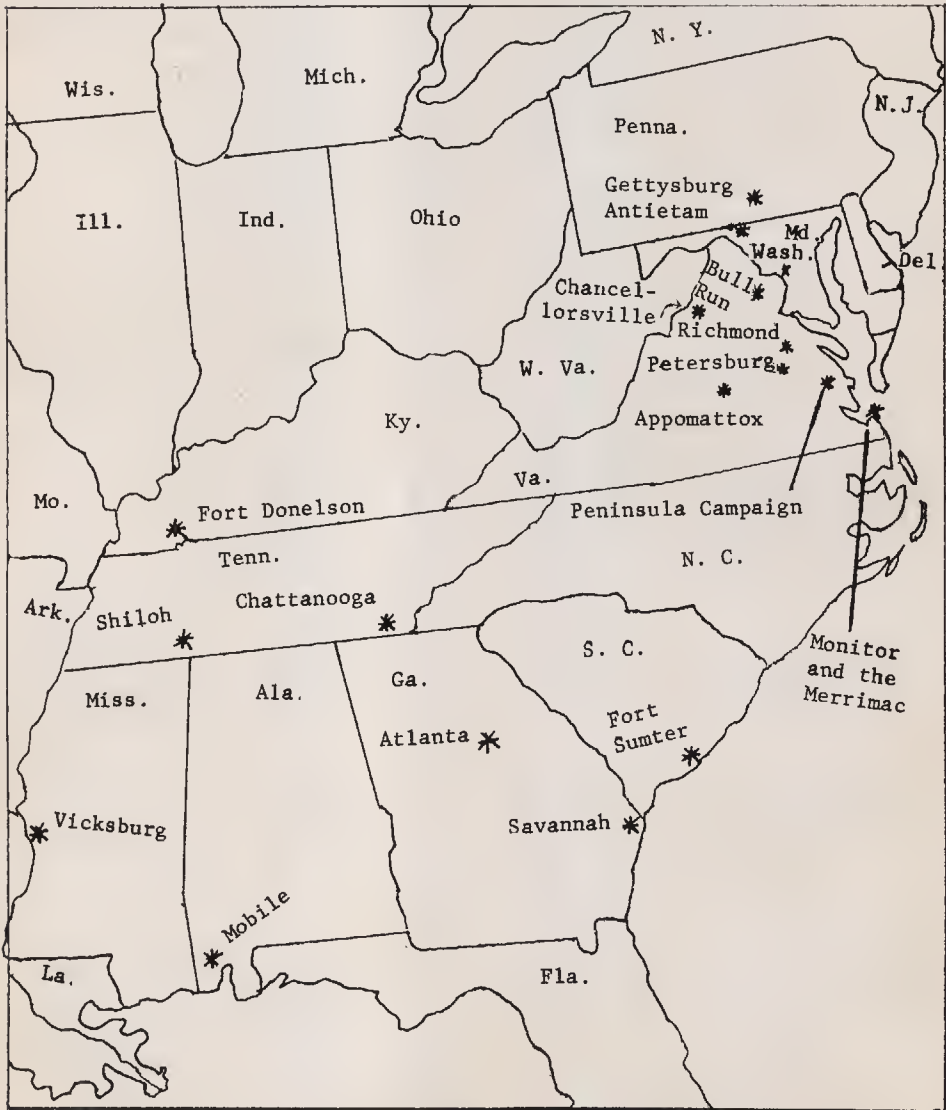 N. Y.
Wis.
Mich.
N.J.
Penna.
Gettysburg
Antietam
Ill.
Ind.
Ohio
Md.
Wash.
Del
Bull
Run
Chancel-
lorsville
Richmond
W. Va.
Petersburg
Ky.
Appomattox
Va.
Mo.
Fort Donelson
Peninsula Campaign
Tenn.
N. C.
Ark.
Shiloh
Chattanooga
Monitor
and the
Merrimac
S. C.
Miss.
Ala.
Ga.
Fort
Sumter
Atlanta
Vicksburg
Savannah
Mobile
La.
Fla.